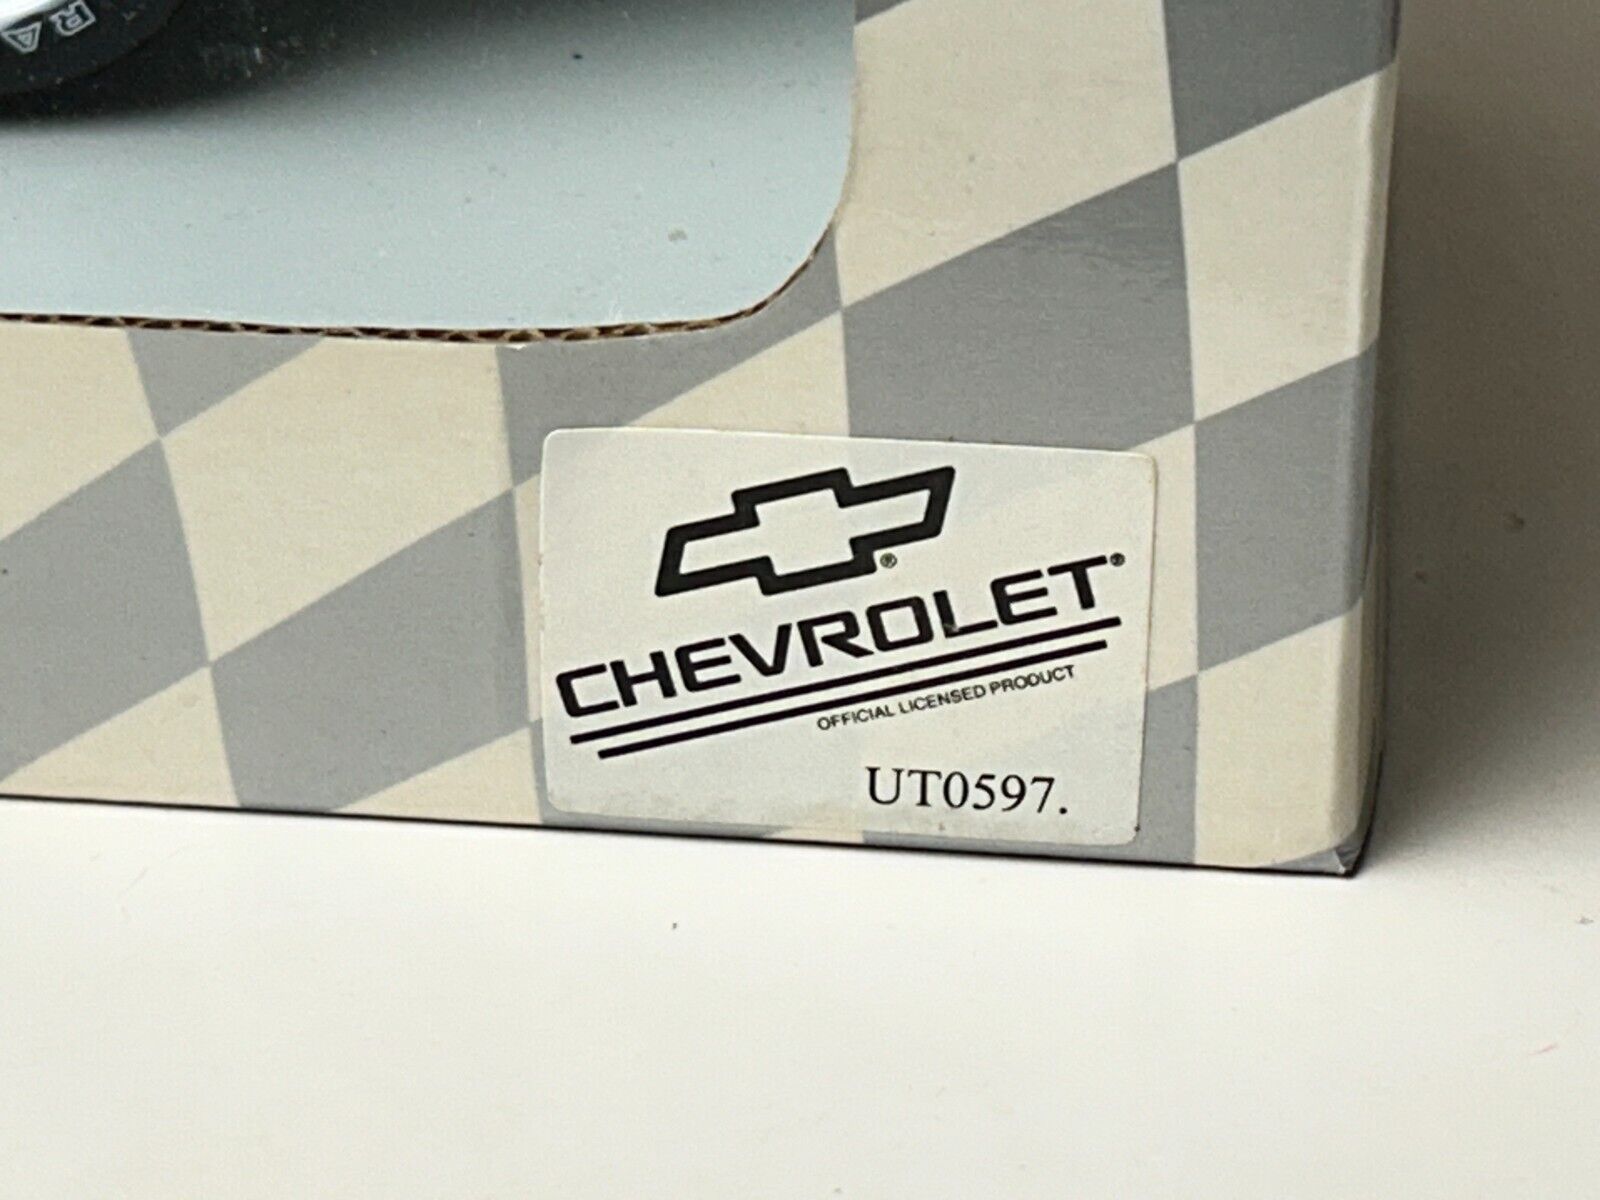 CHEVROLET®
OFFICIAL LICENSED PRODUCT
UT0597.